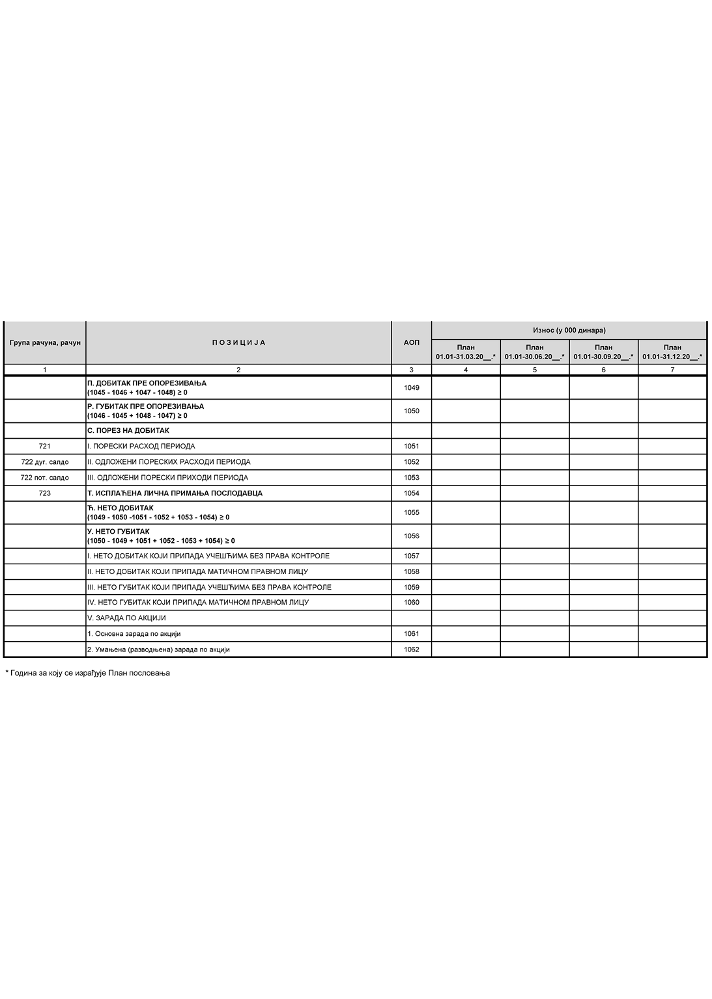 Група рачуна, рачун
П О З И Ц И Ј А
АОП
Износ (у 000 динара)
План
01.01-31.03.20__.*
План
01.01-30.06.20__.*
План
01.01-30.09.20__.*
План
01.01-31.12.20__.*
1 2 3 4 5 6 7
П. ДОБИТАК ПРЕ ОПОРЕЗИВАЊА
(1045 - 1046 + 1047 - 1048) ≥ 0
1049
Р. ГУБИТАК ПРЕ ОПОРЕЗИВАЊА
(1046 - 1045 + 1048 - 1047) ≥ 0
1050
С. ПОРЕЗ НА ДОБИТАК
721 I. ПОРЕСКИ РАСХОД ПЕРИОДА 1051
722 дуг. салдо II. ОДЛОЖЕНИ ПОРЕСКИХ РАСХОДИ ПЕРИОДА 1052
722 пот. салдо III. ОДЛОЖЕНИ ПОРЕСКИ ПРИХОДИ ПЕРИОДА 1053
723 Т. ИСПЛАЋЕНА ЛИЧНА ПРИМАЊА ПОСЛОДАВЦА 1054
Ћ. НЕТО ДОБИТАК
(1049 - 1050 -1051 - 1052 + 1053 - 1054) ≥ 0
1055
У. НЕТО ГУБИТАК
(1050 - 1049 + 1051 + 1052 - 1053 + 1054) ≥ 0
1056
I. НЕТО ДОБИТАК КОЈИ ПРИПАДА УЧЕШЋИМА БЕЗ ПРАВА КОНТРОЛЕ 1057
II. НЕТО ДОБИТАК КОЈИ ПРИПАДА МАТИЧНОМ ПРАВНОМ ЛИЦУ 1058
III. НЕТО ГУБИТАК КОЈИ ПРИПАДА УЧЕШЋИМА БЕЗ ПРАВА КОНТРОЛЕ 1059
IV. НЕТО ГУБИТАК КОЈИ ПРИПАДА МАТИЧНОМ ПРАВНОМ ЛИЦУ 1060
V. ЗАРАДА ПО АКЦИЈИ
1. Основна зарада по акцији 1061
2. Умањена (разводњена) зарада по акцији 1062
* Година за коју се израђује План пословања